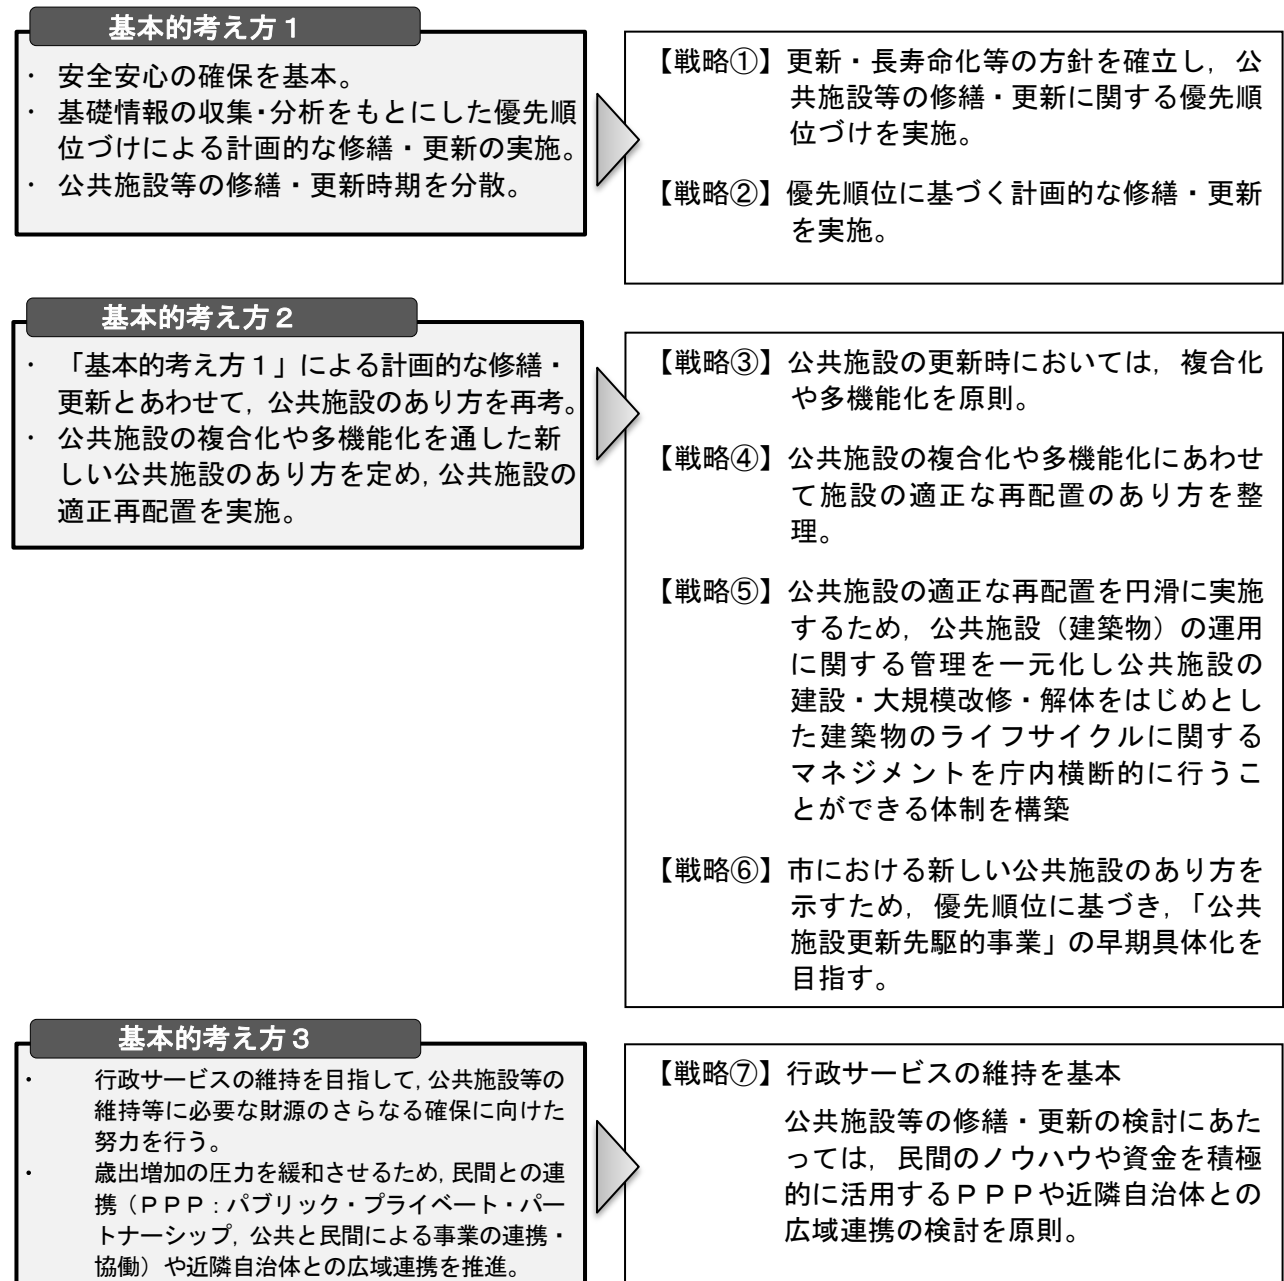 基本的考え方１
・ 安全安心の確保を基本。
・ 基礎情報の収集・分析をもとにした優先順
位づけによる計画的な修繕・更新の実施。
・ 公共施設等の修繕・更新時期を分散。
【戦略①】更新・長寿命化等の方針を確立し，公
共施設等の修繕・更新に関する優先順
位づけを実施。
【戦略②】優先順位に基づく計画的な修繕・更新
を実施。
基本的考え方２
・ 「基本的考え方１」による計画的な修繕・
更新とあわせて，公共施設のあり方を再考。
・ 公共施設の複合化や多機能化を通した新
しい公共施設のあり方を定め，公共施設の
適正再配置を実施。
【戦略③】公共施設の更新時においては，複合化
や多機能化を原則。
【戦略④】公共施設の複合化や多機能化にあわせ
て施設の適正な再配置のあり方を整
理。
【戦略⑤】公共施設の適正な再配置を円滑に実施
するため，公共施設（建築物）の運用
に関する管理を一元化し公共施設の
建設・大規模改修・解体をはじめとし
た建築物のライフサイクルに関する
マネジメントを庁内横断的に行うこ
とができる体制を構築
【戦略⑥】市における新しい公共施設のあり方を
示すため，優先順位に基づき，「公共
施設更新先駆的事業」の早期具体化を
目指す。
基本的考え方３
・ 行政サービスの維持を目指して，公共施設等の
維持等に必要な財源のさらなる確保に向けた
努力を行う。
・ 歳出増加の圧力を緩和させるため，民間との連
携（ＰＰＰ：パブリック・プライベート・パー
トナーシップ，公共と民間による事業の連携・
協働）や近隣自治体との広域連携を推進。
【戦略⑦】行政サービスの維持を基本
公共施設等の修繕・更新の検討にあた
っては，民間のノウハウや資金を積極
的に活用するＰＰＰや近隣自治体との
広域連携の検討を原則。